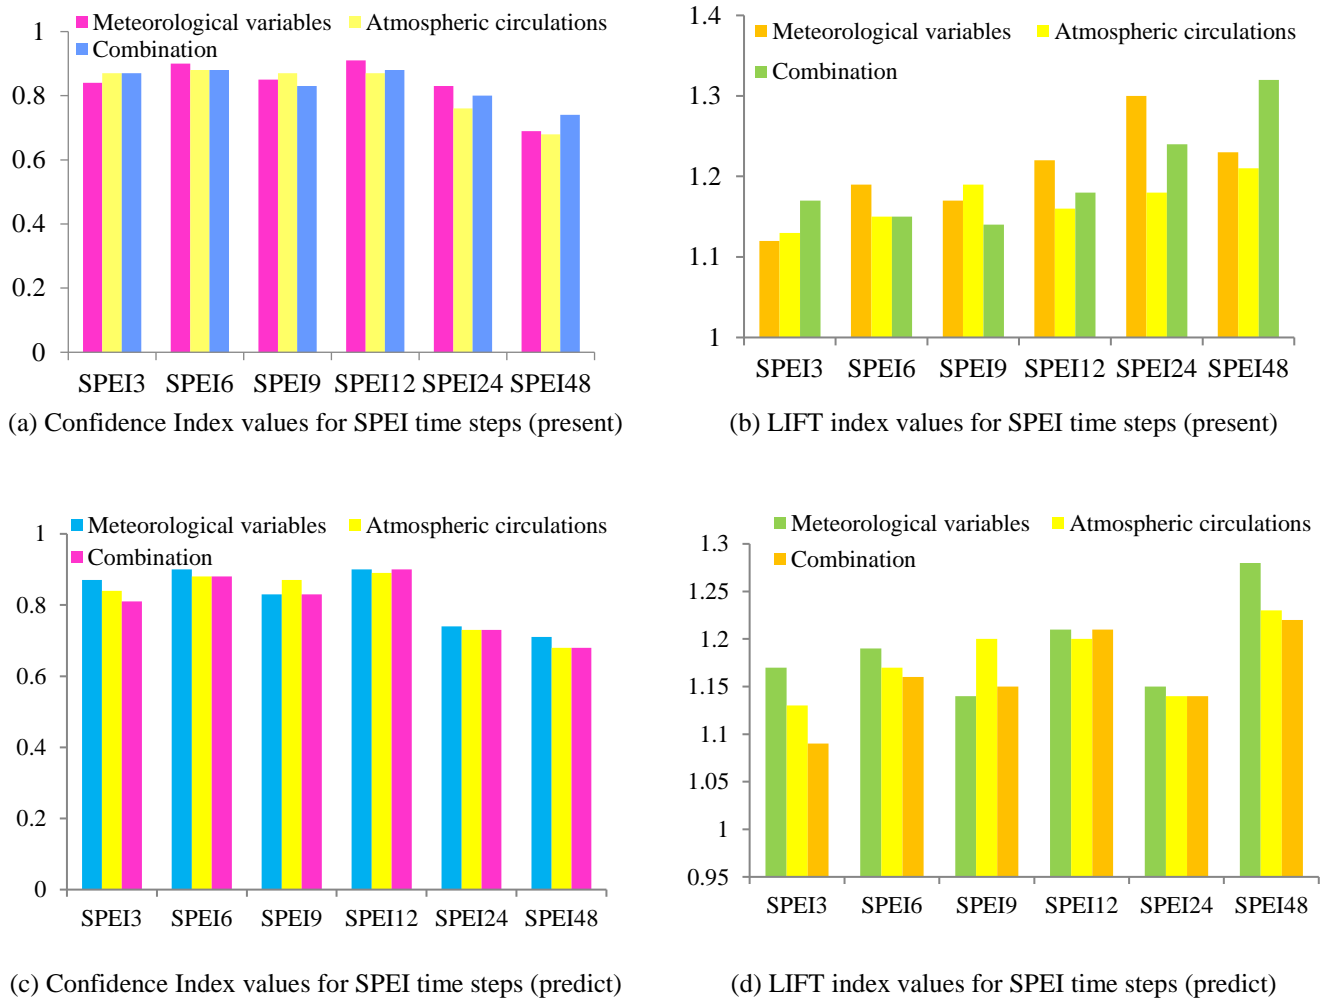 Meteorological variables
Atmospheric circulations
Combination
1
0.8
0.6
0.4
0.2
0
SPEI3 SPEI6 SPEI9 SPEI12 SPEI24 SPEI48
(a) Confidence Index values for SPEI time steps (present)
Meteorological variables
Atmospheric circulations
Combination
1.4
1.3
1.2
1.1
1
SPEI3 SPEI6 SPEI9 SPEI12 SPEI24 SPEI48
(b) LIFT index values for SPEI time steps (present)
Meteorological variables
Atmospheric circulations
Combination
1
0.8
0.6
0.4
0.2
0
SPEI3 SPEI6 SPEI9 SPEI12 SPEI24 SPEI48
(c) Confidence Index values for SPEI time steps (predict)
Meteorological variables
Atmospheric circulations
Combination
1.3
1.25
1.2
1.15
1.1
1.05
1
0.95
SPEI3 SPEI6 SPEI9 SPEI12 SPEI24 SPEI48
(d) LIFT index values for SPEI time steps (predict)